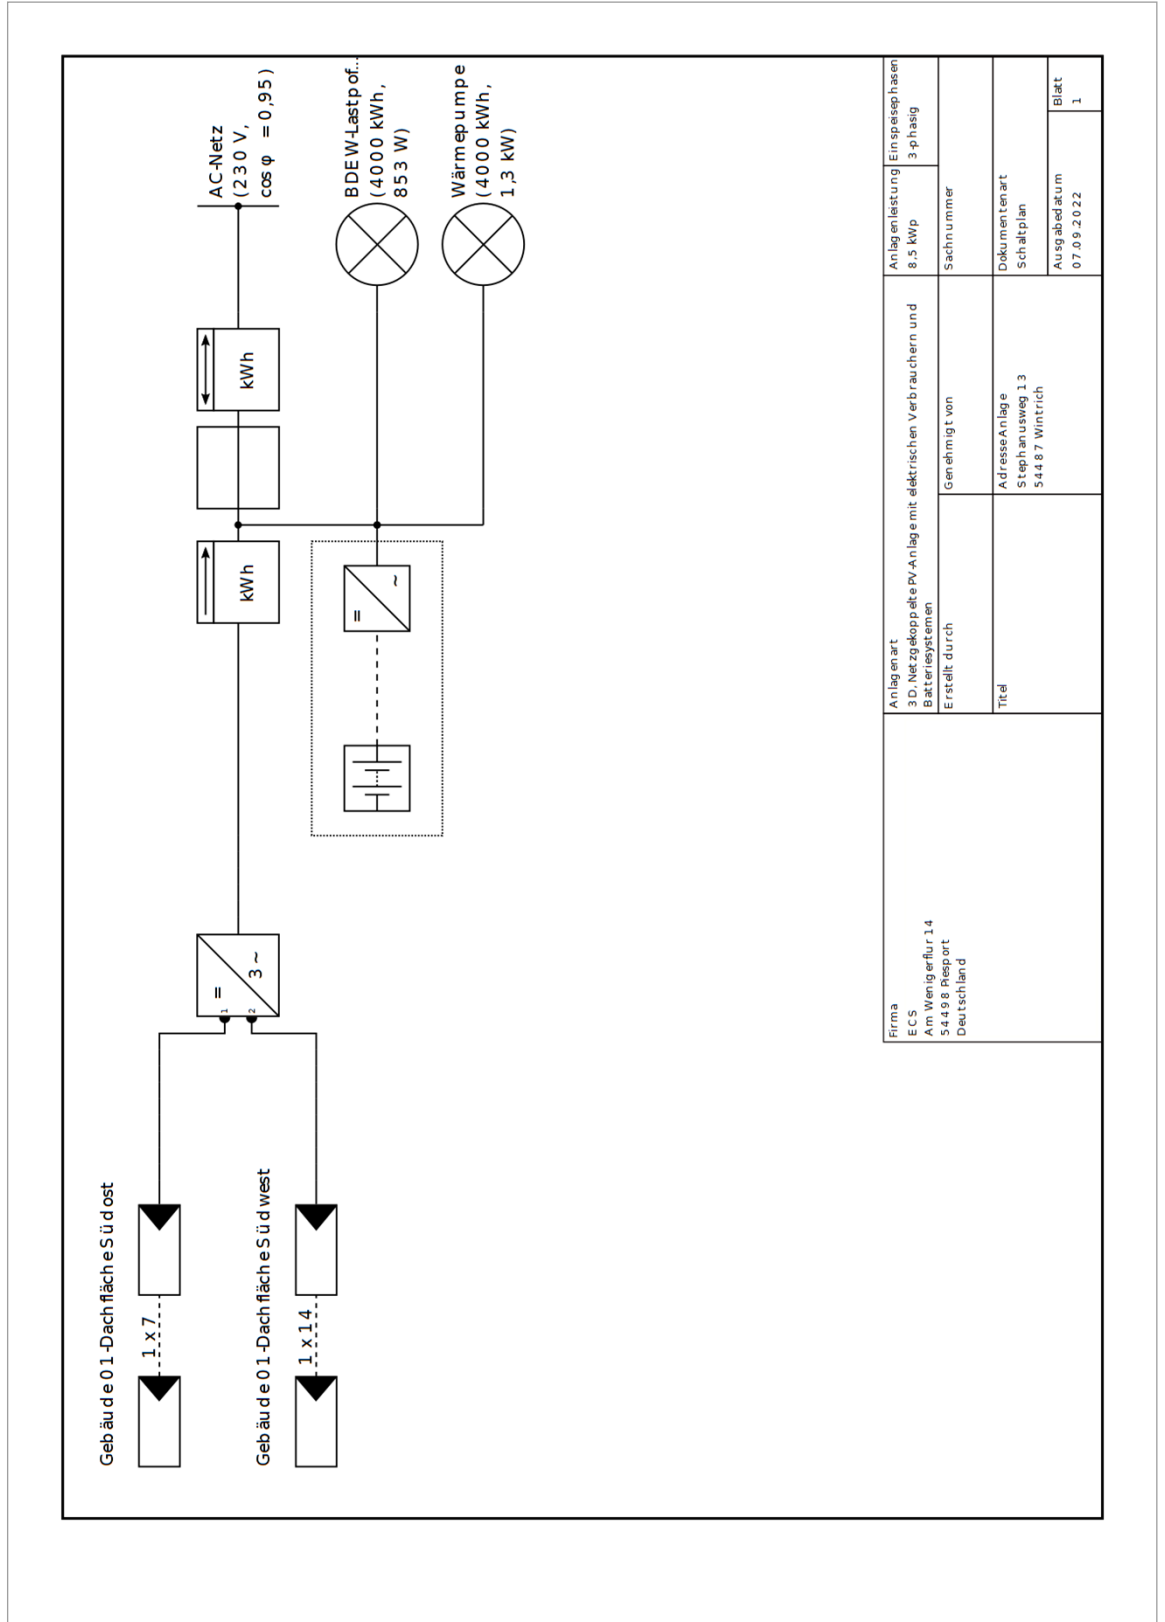 Gebäude 01-Dachfläche Südost
1 x 7
Gebäude 01-Dachfläche Südwest
1 x 14
1
2
=
3 ~
kWh
kWh
AC-Netz
(230 V,
cos φ = 0,95)
=
~
BDEW-Lastpof...
(4000 kWh,
853 W)
Wärmepumpe
(4000 kWh,
1,3 kW)
Firma
ECS
Am Wenigerflur 14
54498 Piesport
Deutschland
Anlagenart
3D, Netzgekoppelte PV-Anlage mit elektrischen Verbrauchern und
Batteriesystemen
Anlagenleistung
8,5 kWp
Einspeisephasen
3-phasig
Erstellt durch
Genehmigt von
Sachnummer
Titel
Adresse Anlage
Stephanusweg 13
54487 Wintrich
Dokumentenart
Schaltplan
Ausgabedatum
07.09.2022
Blatt
1